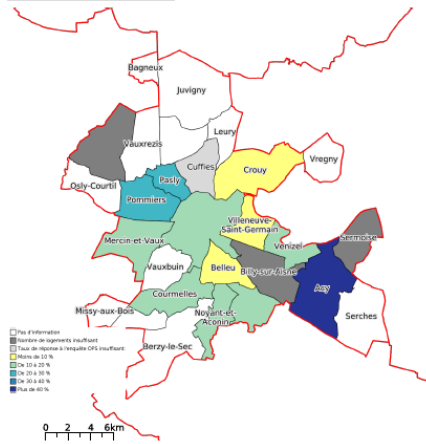 Bagneux
Juvigny
Leury
Vauxrezis
Vregny
Cuffies
Crouy
Pasly
Osly-Courtil
Pommiers
Villeneuve-
Saint-Germain
Sermoise
Mercin-et-Vaux
Venizel
Vauxbuin
Belleu
Billy-sur-Aisne
Acy
Courmelles
Missy-aux-Bois
Noyant-et-
Aconin
Serches
Berzy-le-Sec
Pas d'information
Nombre de logements insuffisant
Taux de réponse à l'enquête OPS insuffisant
Moins de 10 %
De 10 à 20 %
De 20 à 30 %
De 30 à 40 %
Plus de 40 %
0 2 4 6km